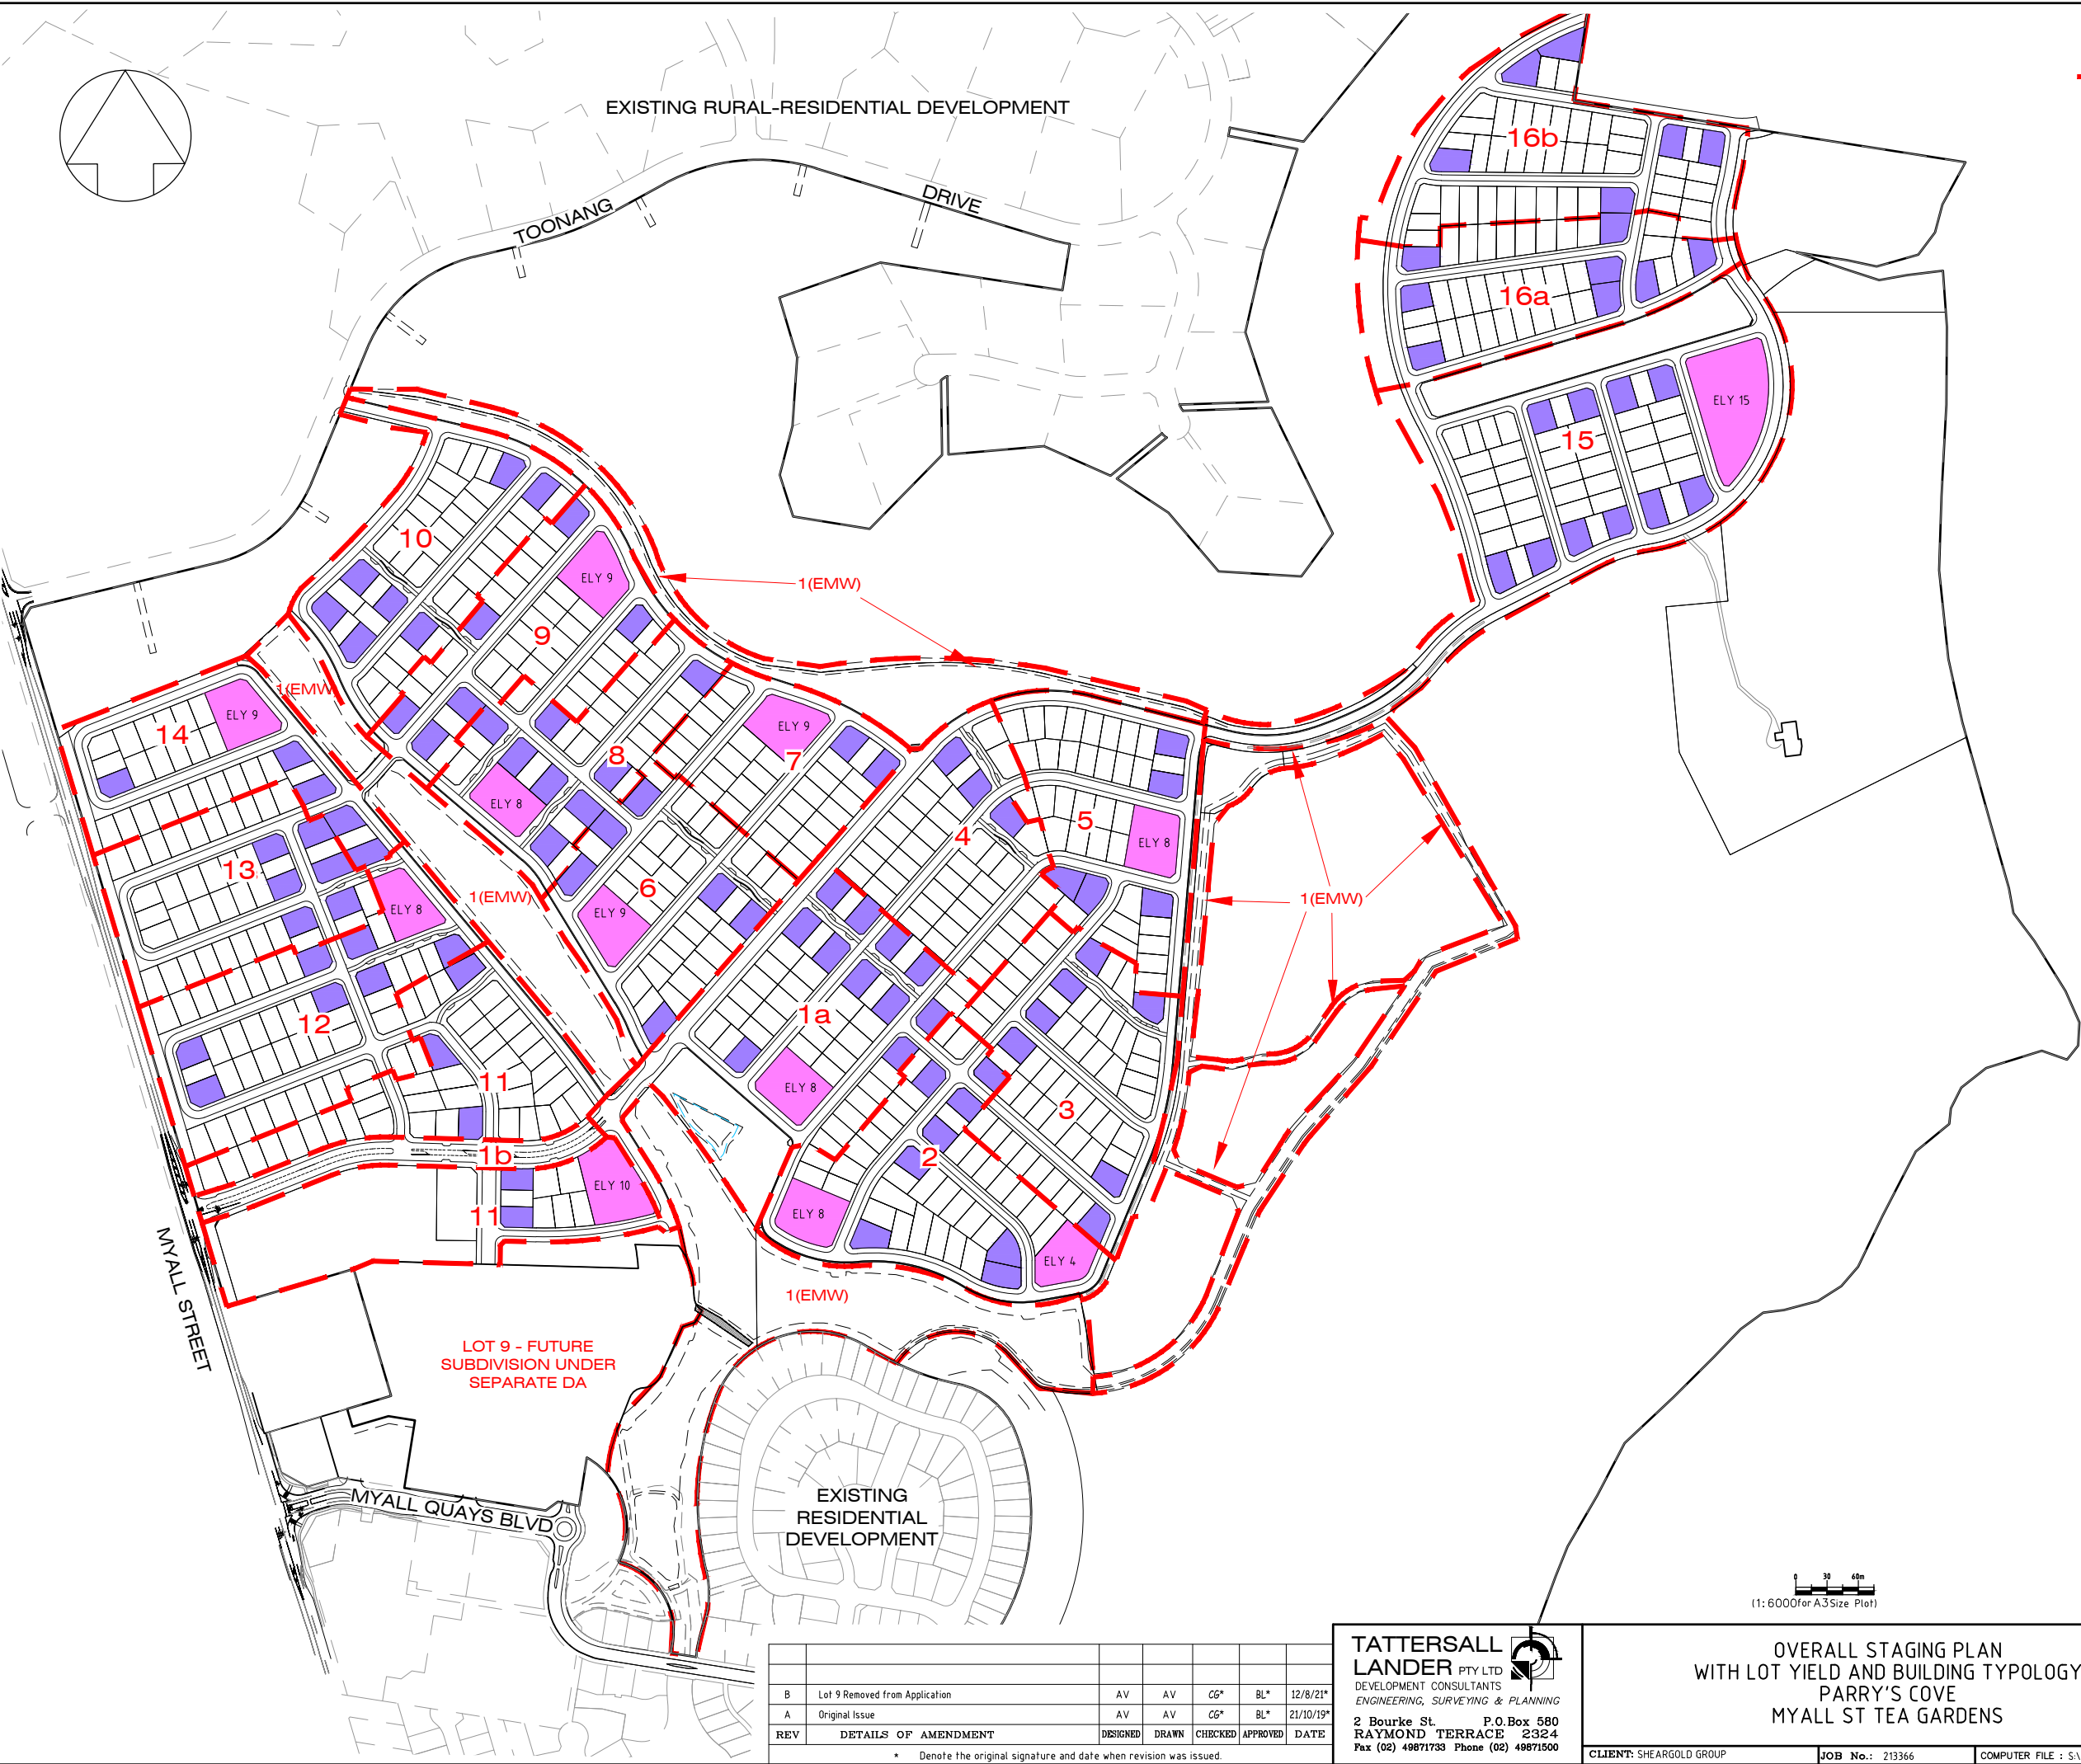 EXISTING RURAL-RESIDENTIAL DEVELOPMENT
TOONANG
DRIVE
16b
16a
ELY 15
15
10
ELY 9
1(EMW)
9
1(EMW
ELY 9
14
ELY 9
7
8
ELY 8
4
5
ELY 8
13
6
ELY 9
ELY 8
1(EMW)
1(EMW)
12
1a
11
ELY 8
3
1b
2
ELY 10
11
ELY 8
ELY 4
MYALL STREET
1(EMW)
LOT 9 - FUTURE
SUBDIVISION UNDER
SEPARATE DA
MYALL QUAYS BLVD
EXISTING
RESIDENTIAL
DEVELOPMENT
0 30 60m
(1:6000for A3Size Plot)
B Lot 9 Removed from Application AV AV CG* BL* 12/8/21*
A Original Issue AV AV CG* BL* 21/10/19*
REV DETAILS OF AMENDMENT DESIGNED DRAWN CHECKED APPROVED DATE
* Denote the original signature and date when revision was issued.
TATTERSALL
LANDER PTY LTD
DEVELOPMENT CONSULTANTS
ENGINEERING, SURVEYING & PLANNING
2 Bourke St. P.O.Box 580
RAYMOND TERRACE 2324
Fax (02) 49871733 Phone (02) 49871500
OVERALL STAGING PLAN
WITH LOT YIELD AND BUILDING TYPOLOGY
PARRY'S COVE
MYALL ST TEA GARDENS
CLIENT: SHEARGOLD GROUP
JOB No.: 213366
COMPUTER FILE : S:\